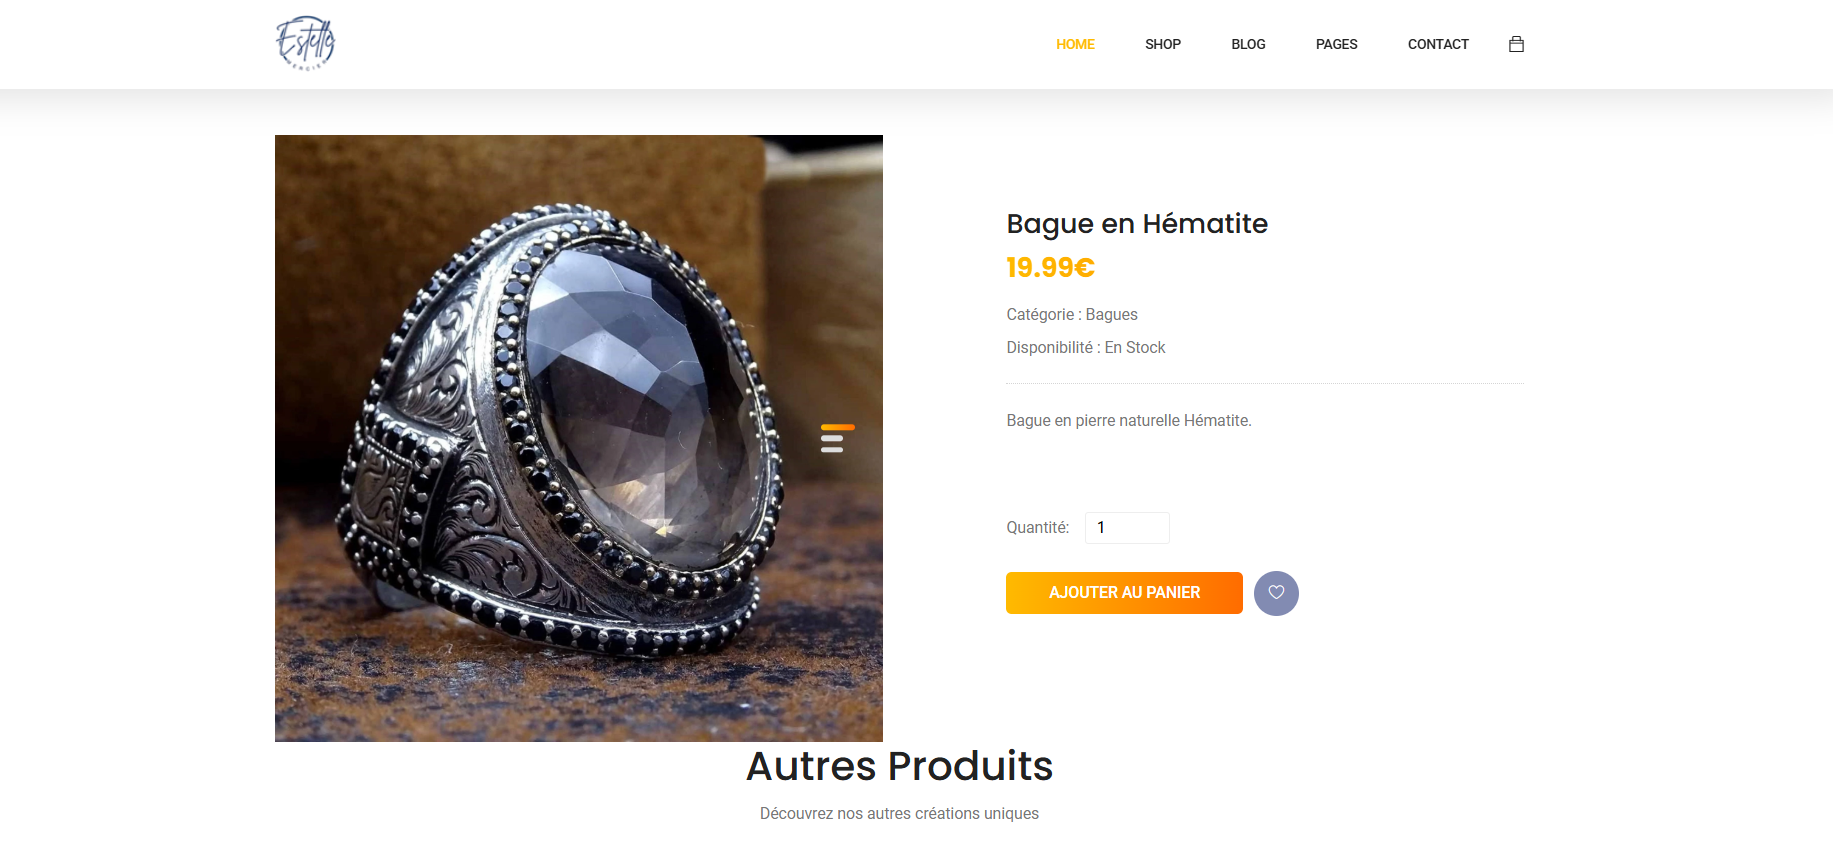 Estelle
MERCIER
HOME SHOP BLOG PAGES CONTACT
Bague en Hématite
19.99€
Catégorie : Bagues
Disponibilité : En Stock
Bague en pierre naturelle Hématite.
Quantité: 1
AJOUTER AU PANIER
Autres Produits
Découvrez nos autres créations uniques